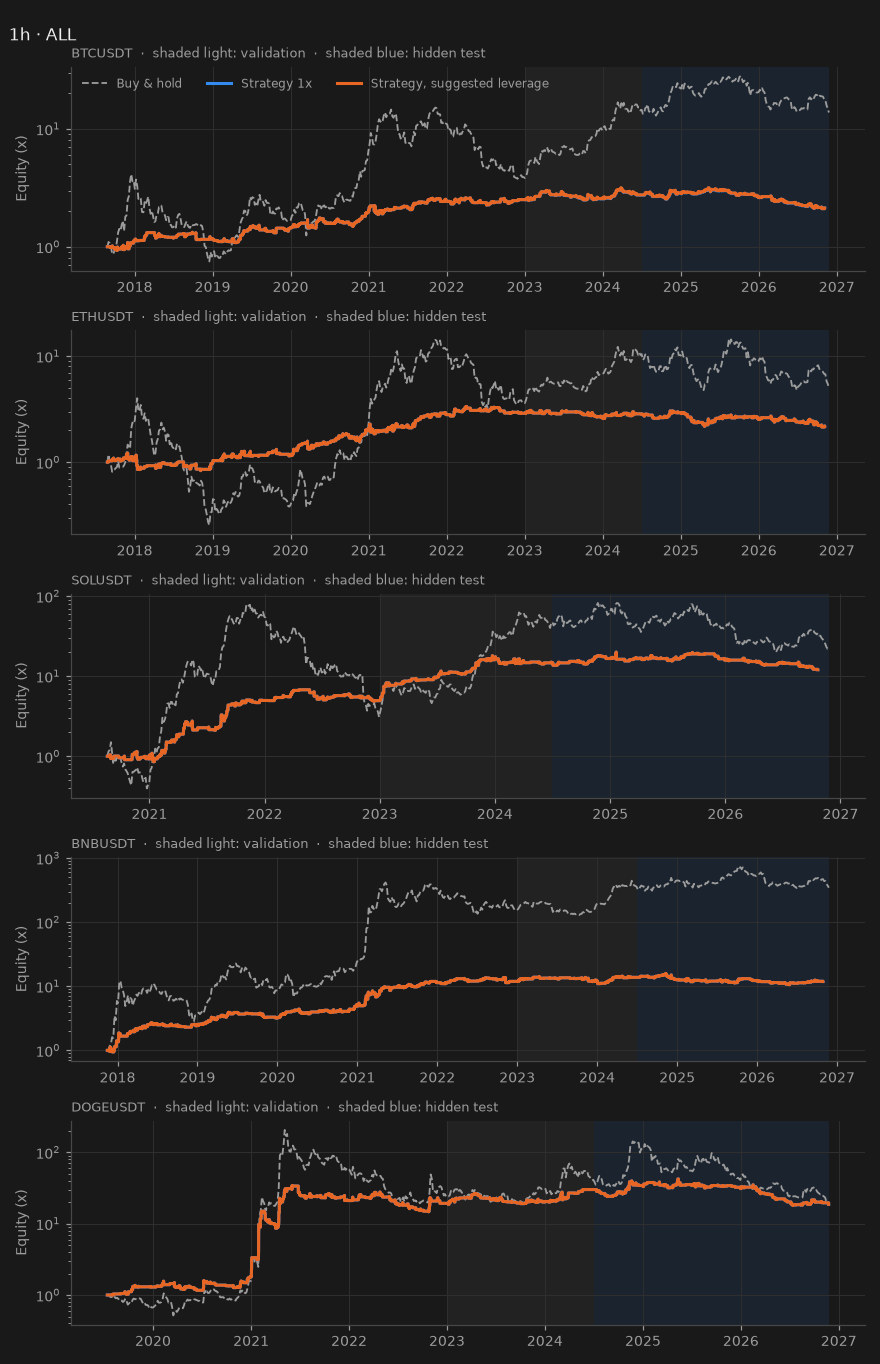 1h · ALL
BTCUSDT · shaded light: validation · shaded blue: hidden test
Buy & hold Strategy 1x Strategy, suggested leverage
Equity (x)
10¹
10⁰
2018 2019 2020 2021 2022 2023 2024 2025 2026 2027
ETHUSDT · shaded light: validation · shaded blue: hidden test
Equity (x)
10¹
10⁰
2018 2019 2020 2021 2022 2023 2024 2025 2026 2027
SOLUSDT · shaded light: validation · shaded blue: hidden test
Equity (x)
10²
10¹
10⁰
2021 2022 2023 2024 2025 2026 2027
BNBUSDT · shaded light: validation · shaded blue: hidden test
Equity (x)
10³
10²
10¹
10⁰
2018 2019 2020 2021 2022 2023 2024 2025 2026 2027
DOGEUSDT · shaded light: validation · shaded blue: hidden test
Equity (x)
10²
10¹
10⁰
2020 2021 2022 2023 2024 2025 2026